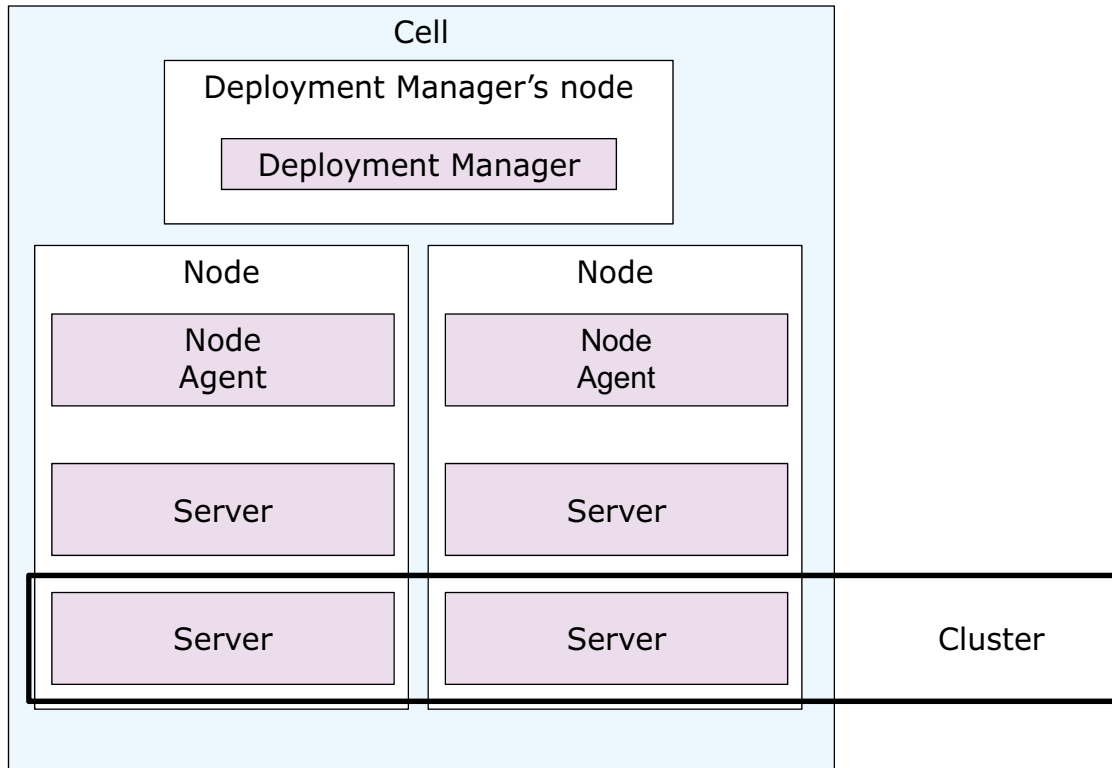 Cell
Deployment Manager’s node
Deployment Manager
Node
Node
Agent
Server
Server
Node
Node
Agent
Server
Server
Cluster